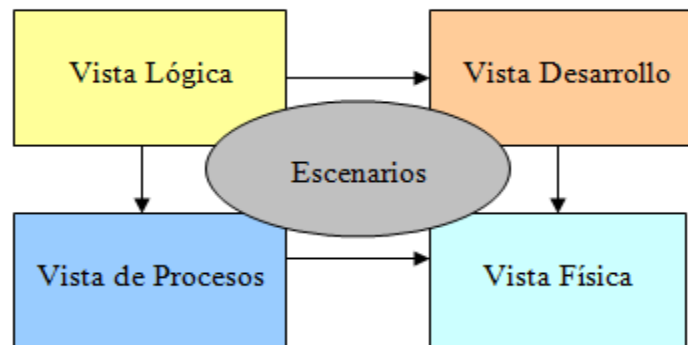 Vista Lógica
Vista Desarrollo
Escenarios
Vista de Procesos
Vista Física